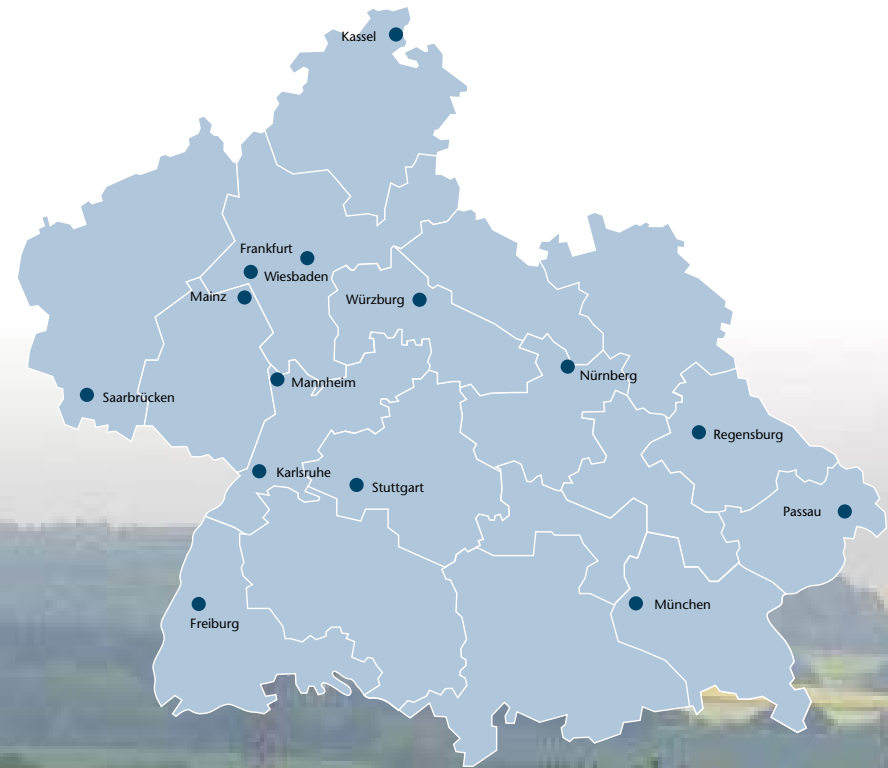 Kassel
Frankfurt
Wiesbaden
Mainz
Würzburg
Nürnberg
Mannheim
Saarbrücken
Regensburg
Karlsruhe
Stuttgart
Passau
München
Freiburg